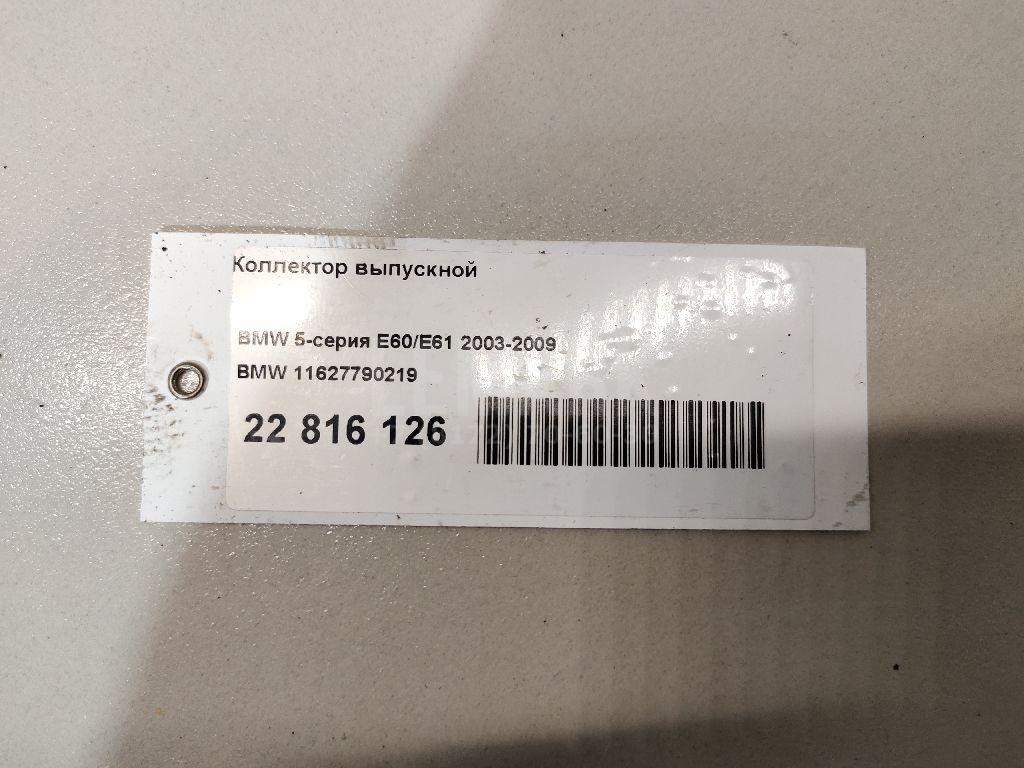 Коллектор выпускной
BMW 5-серия E60/E61 2003-2009
BMW 11627790219
22 816 126